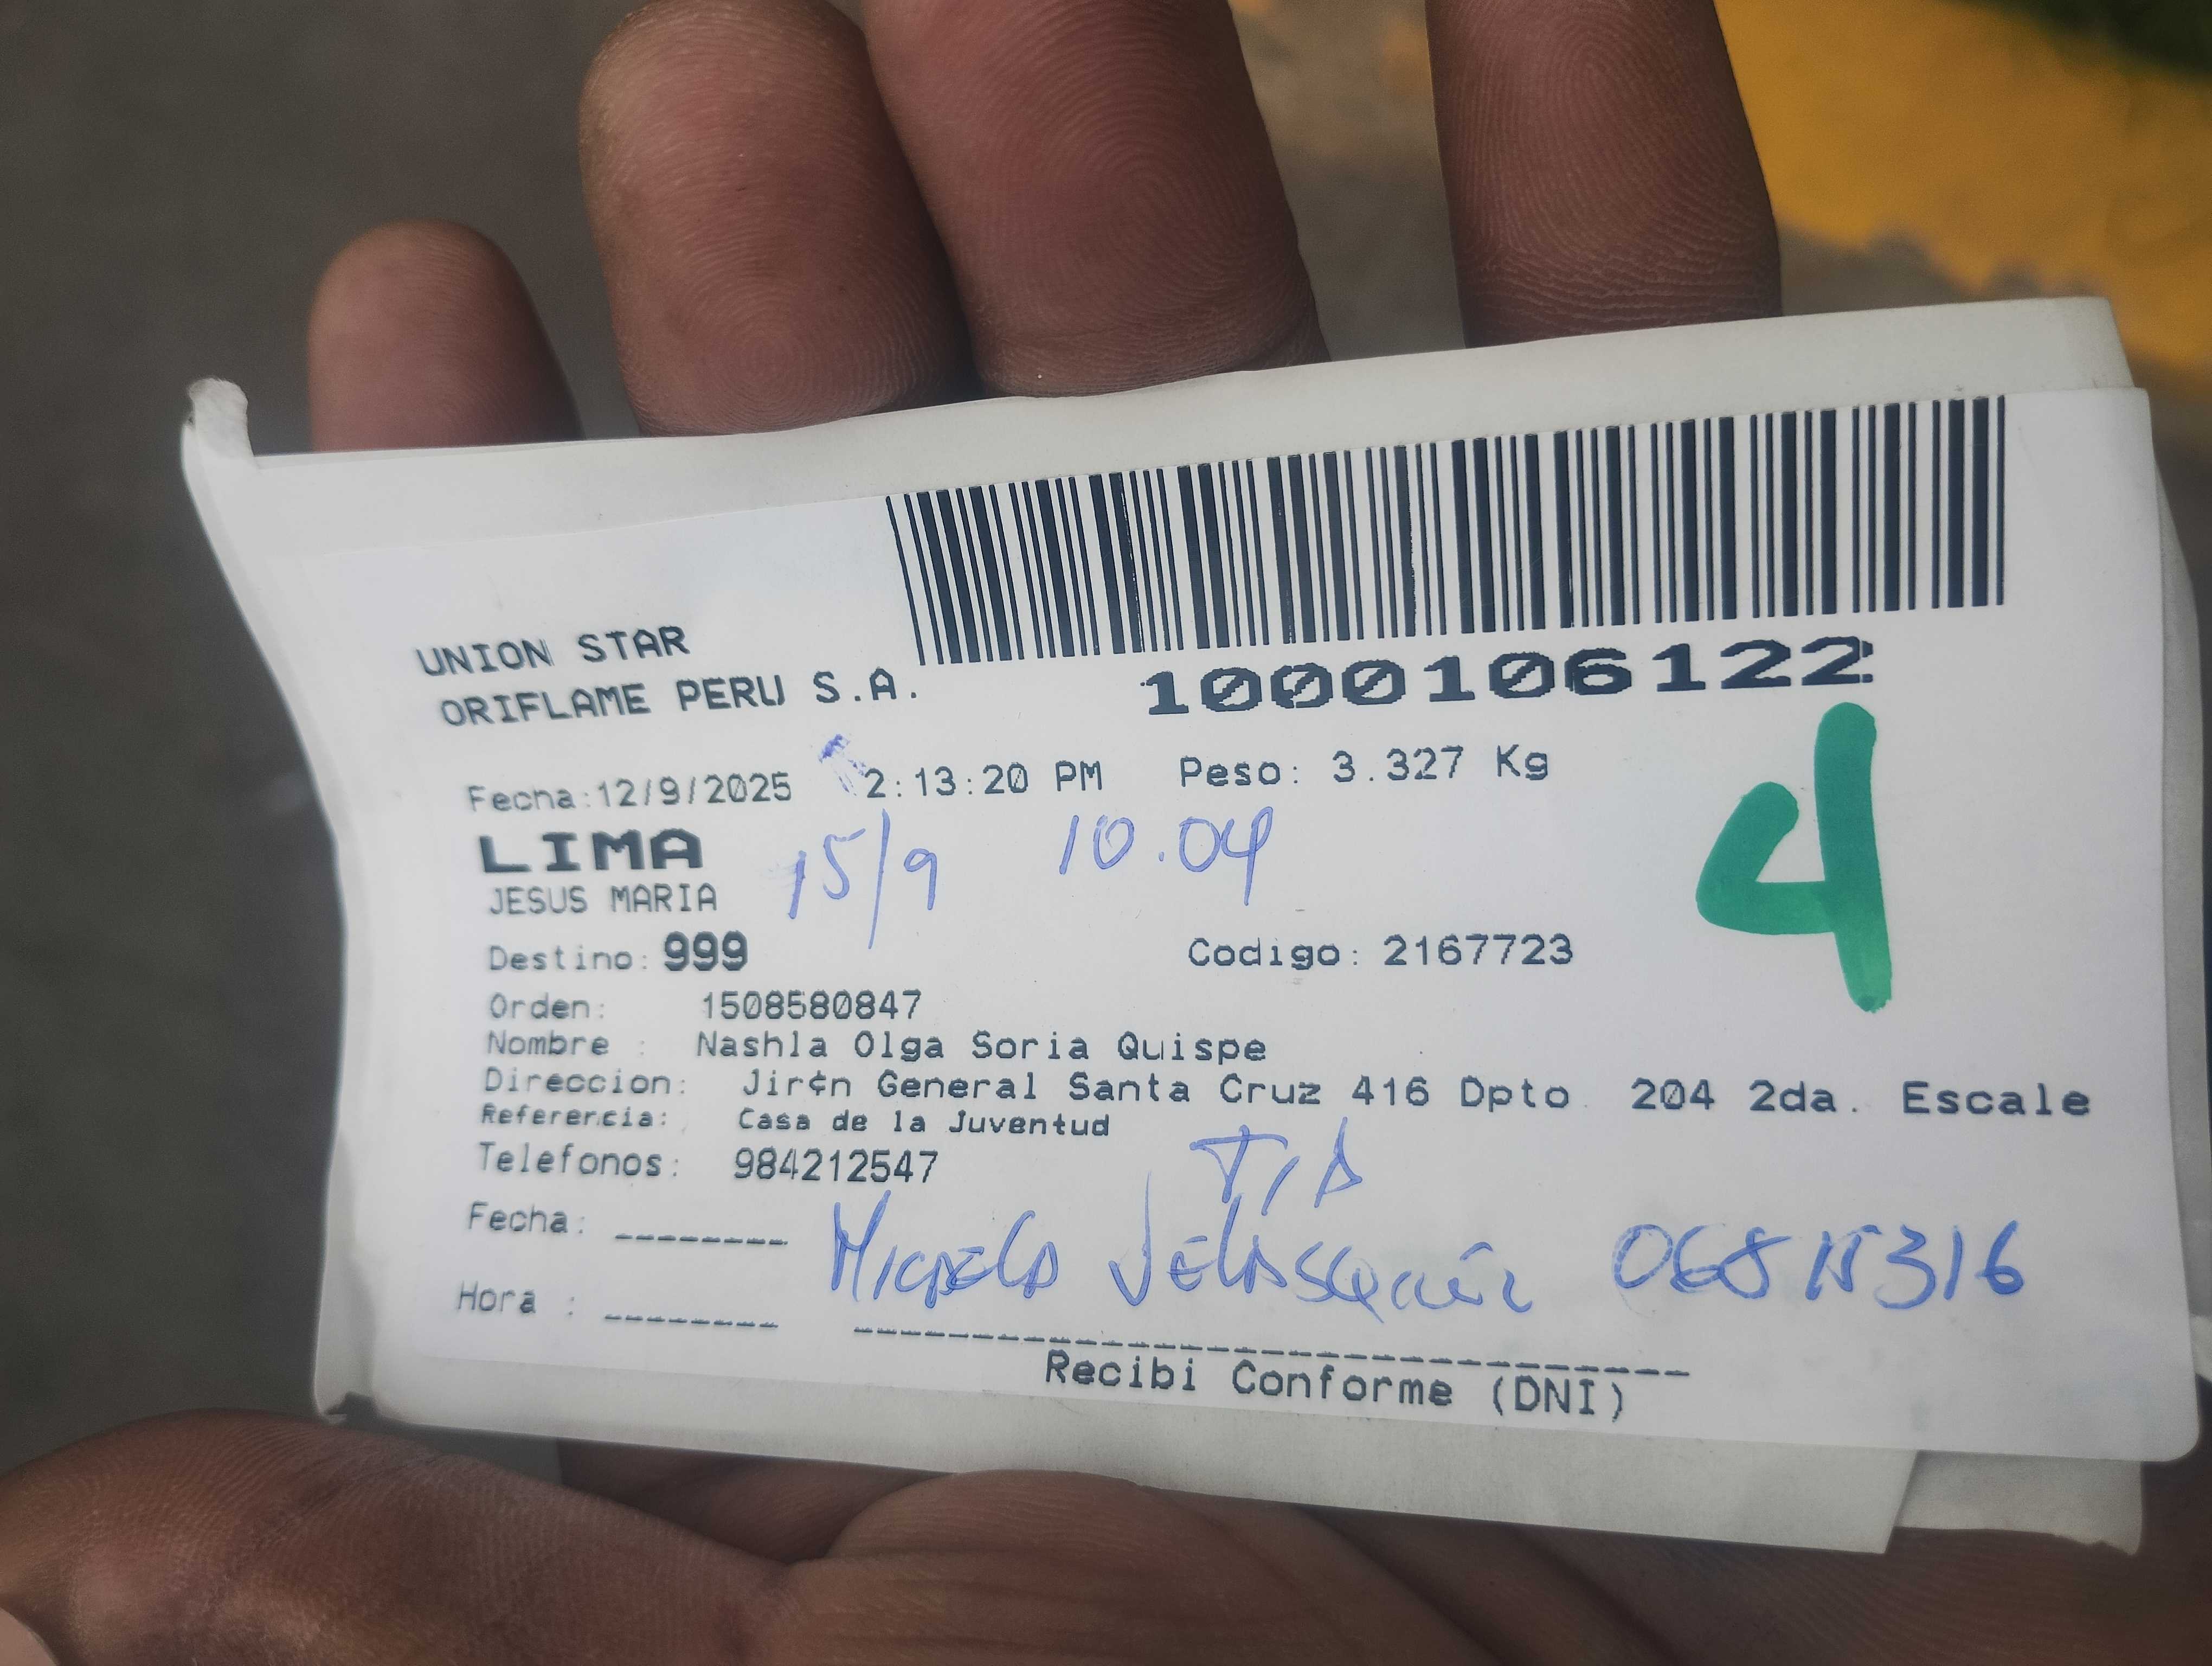 1000106122
UNION STAR
ORIFLAME PERU S.A.
4
Fecha:12/9/2025 2:13:20 PM Peso: 3.327 Kg
LIMA
15/9 10.04
JESUS MARIA
Destino: 999 Codigo: 2167723
Orden: 1508580847
Nombre : Nashla Olga Soria Quispe
Direccion: Jir¢n General Santa Cruz 416 Dpto 204 2da. Escale
Referencia: Casa de la Juventud
Telefonos: 984212547
TIA
Fecha: --------
Micaela
Hora : --------
Recibi Conforme (DNI)